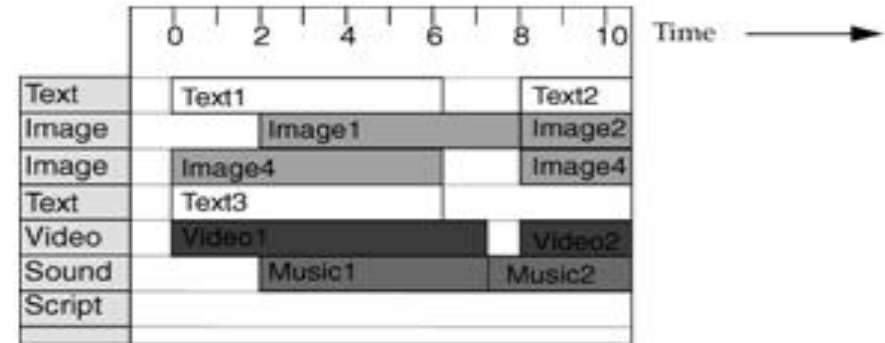 0 2 4 6 8 10 Time
Text Text1 Text2
Image Image1 Image2
Image Image4 Image4
Text Text3
Video Video1 Video2
Sound Music1 Music2
Script